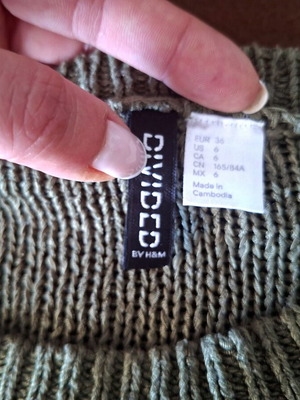 DIVIDED
BY H&M
EUR 36
US 6
CA 6
CN 165/84A
MX 6
Made in
Cambodia